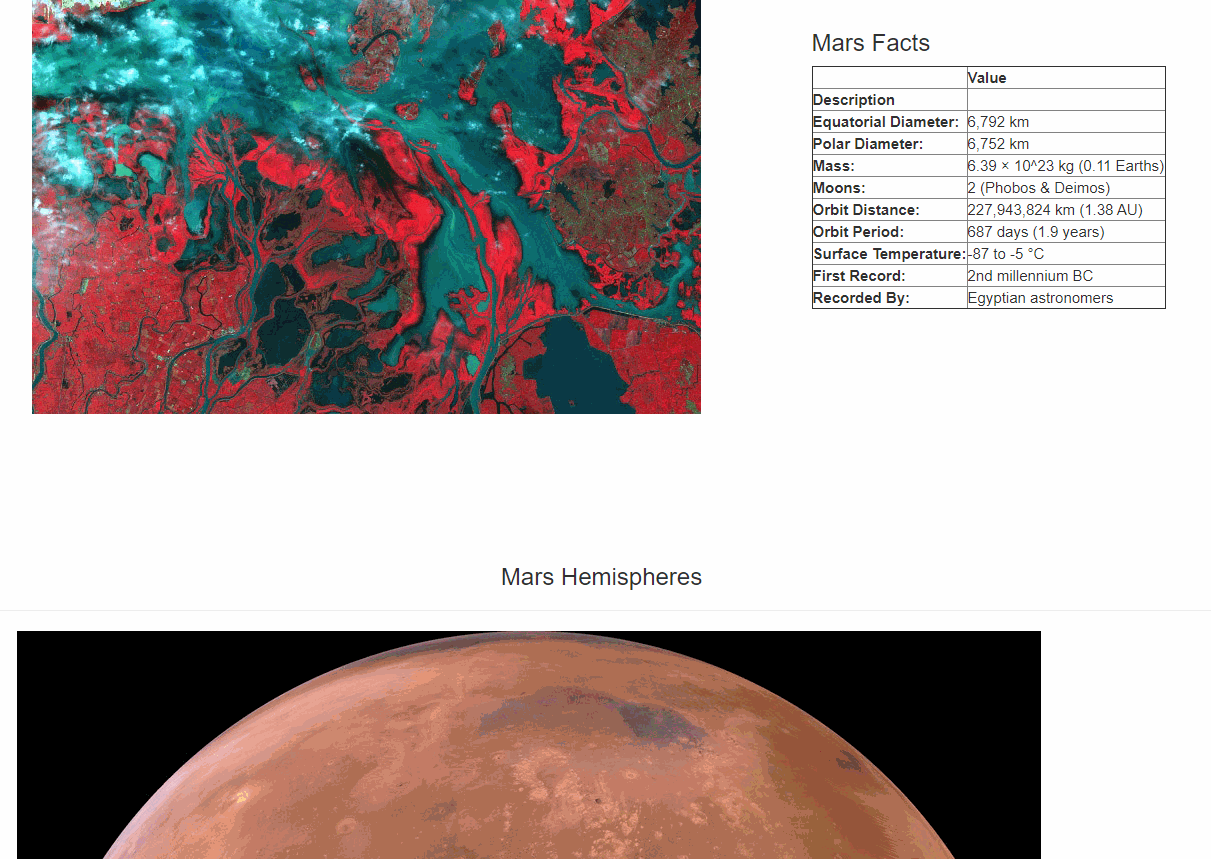 Mars Facts
Value
Description
Equatorial Diameter: 6,792 km
Polar Diameter: 6,752 km
Mass: 6.39 × 10^23 kg (0.11 Earths)
Moons: 2 (Phobos & Deimos)
Orbit Distance: 227,943,824 km (1.38 AU)
Orbit Period: 687 days (1.9 years)
Surface Temperature: -87 to -5 °C
First Record: 2nd millennium BC
Recorded By: Egyptian astronomers
Mars Hemispheres